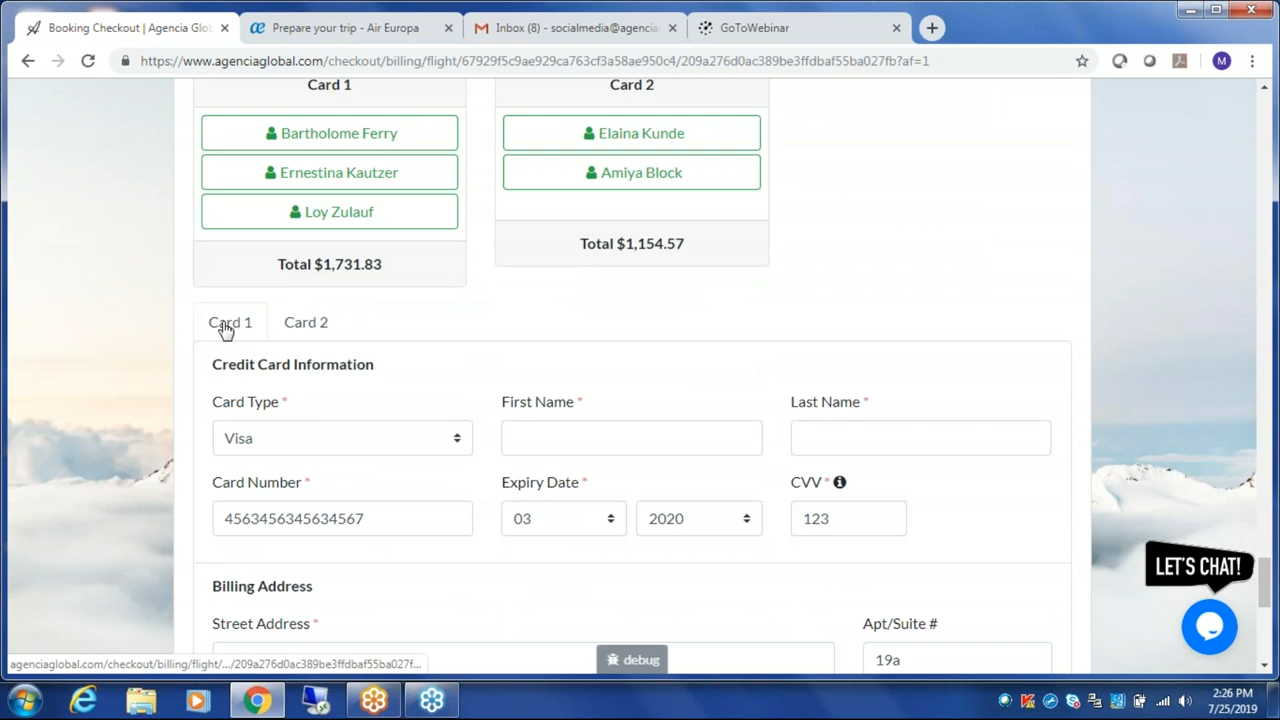 Booking Checkout | Agencia Glob
Prepare your trip - Air Europa
Inbox (8) - socialmedia@agencia
GoToWebinar
https://www.agenciaglobal.com/checkout/billing/flight/67929f5c9ae929ca763cf3a58ae950c4/209a276d0ac389be3ffdbaf55ba027fb?af=1
M
Card 1
Card 2
Bartholome Ferry
Elaina Kunde
Ernestina Kautzer
Amiya Block
Loy Zulauf
Total $1,154.57
Total $1,731.83
Card 1
Card 2
Credit Card Information
Card Type *
First Name *
Last Name *
Visa
Card Number *
Expiry Date *
CVV *
4563456345634567
03
2020
123
LET'S CHAT!
Billing Address
Street Address *
Apt/Suite #
debug
19a
agenciaglobal.com/checkout/billing/flight/.../209a276d0ac389be3ffdbaf55ba027f...
2:26 PM
7/25/2019